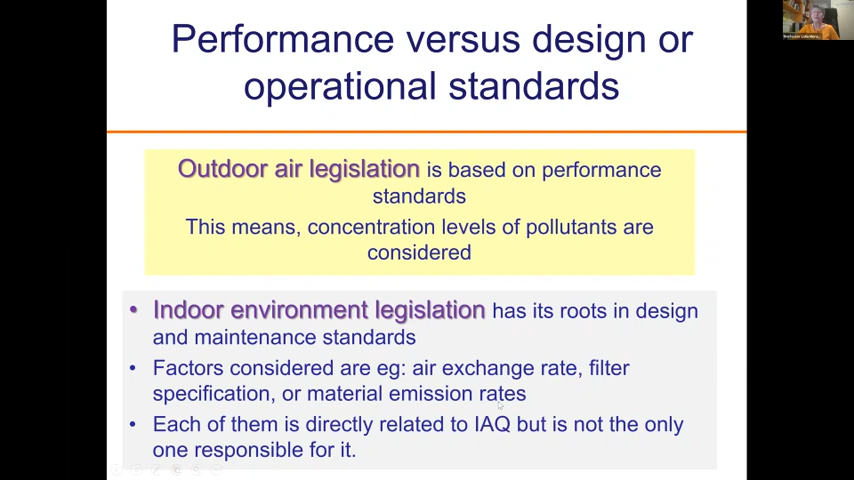 Performance versus design or
operational standards
Outdoor air legislation is based on performance
standards
This means, concentration levels of pollutants are
considered
• Indoor environment legislation has its roots in design
and maintenance standards
• Factors considered are eg: air exchange rate, filter
specification, or material emission rates
• Each of them is directly related to IAQ but is not the only
one responsible for it.